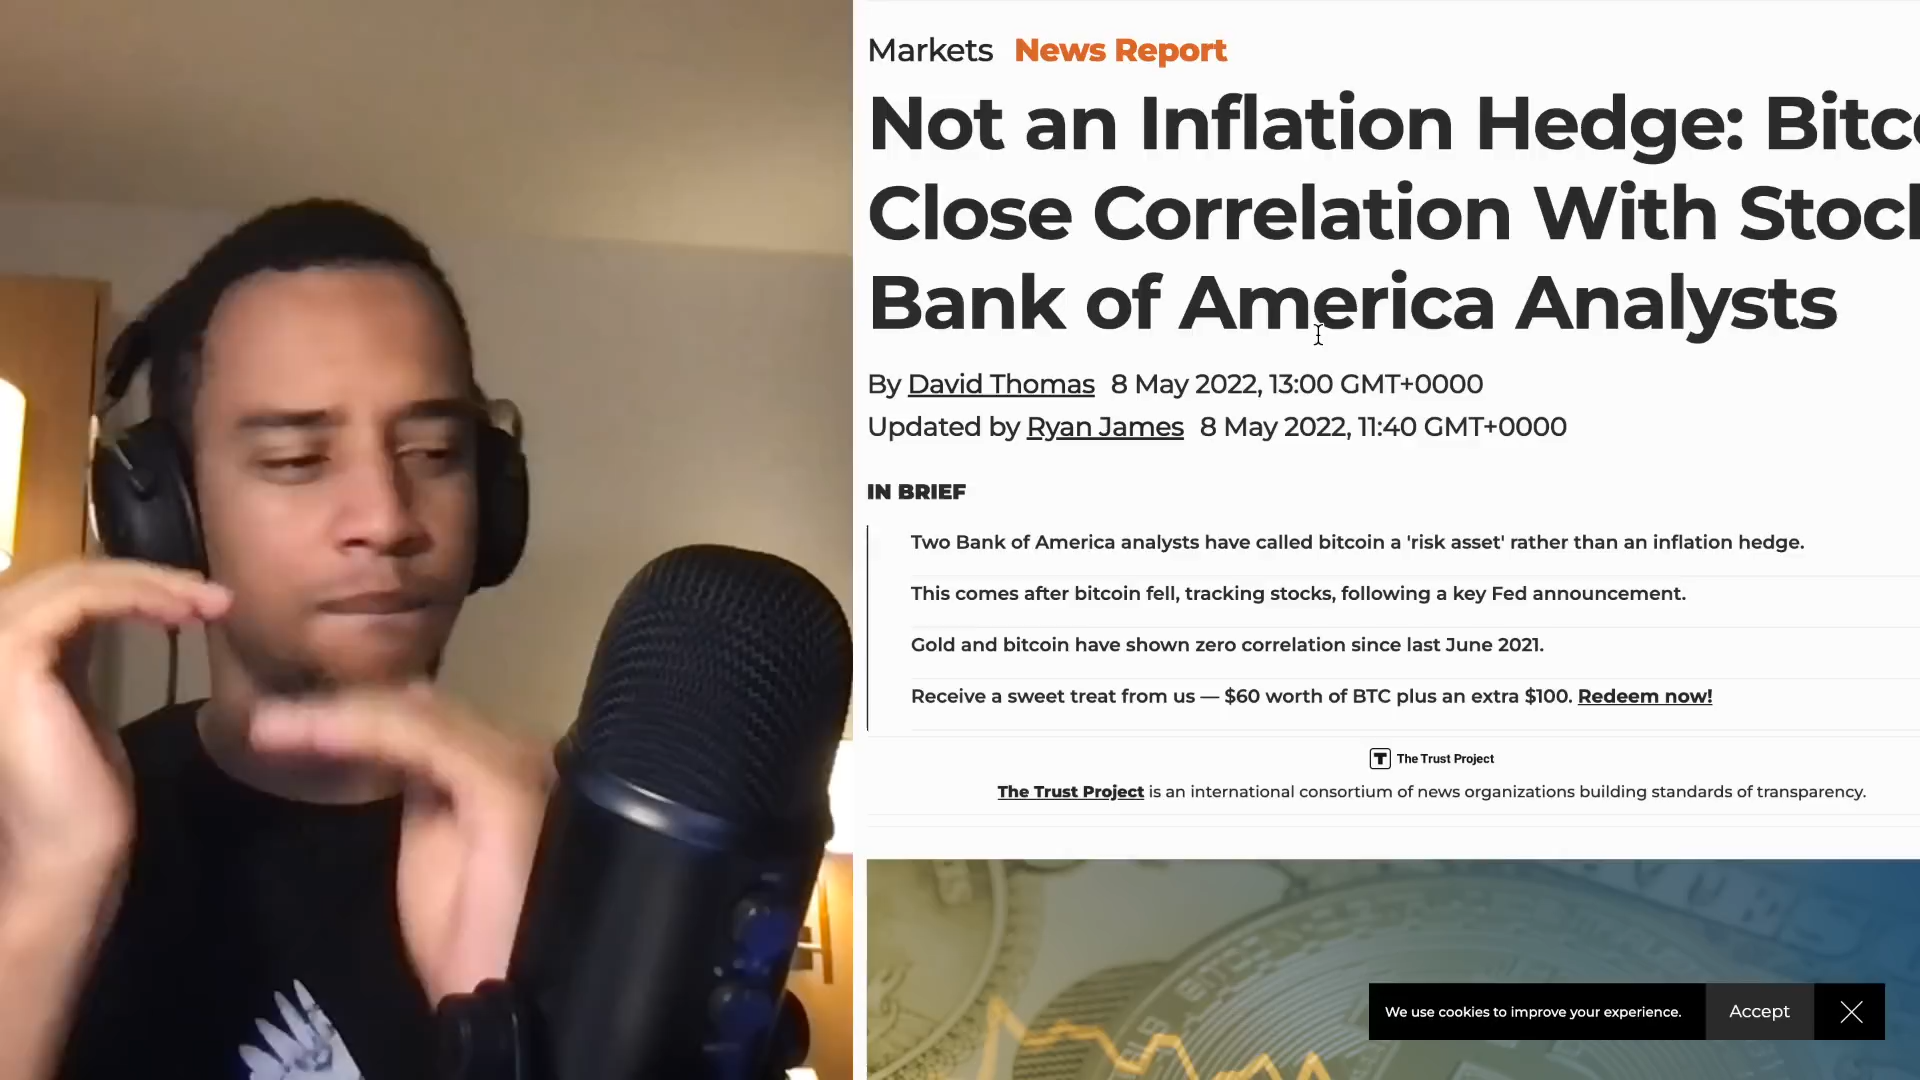 Markets News Report
Not an Inflation Hedge: Bitc
Close Correlation With Stoc
Bank of America Analysts
By David Thomas 8 May 2022, 13:00 GMT+0000
Updated by Ryan James 8 May 2022, 11:40 GMT+0000
IN BRIEF
Two Bank of America analysts have called bitcoin a 'risk asset' rather than an inflation hedge.
This comes after bitcoin fell, tracking stocks, following a key Fed announcement.
Gold and bitcoin have shown zero correlation since last June 2021.
Receive a sweet treat from us — $60 worth of BTC plus an extra $100. Redeem now!
T The Trust Project
The Trust Project is an international consortium of news organizations building standards of transparency.
We use cookies to improve your experience. Accept